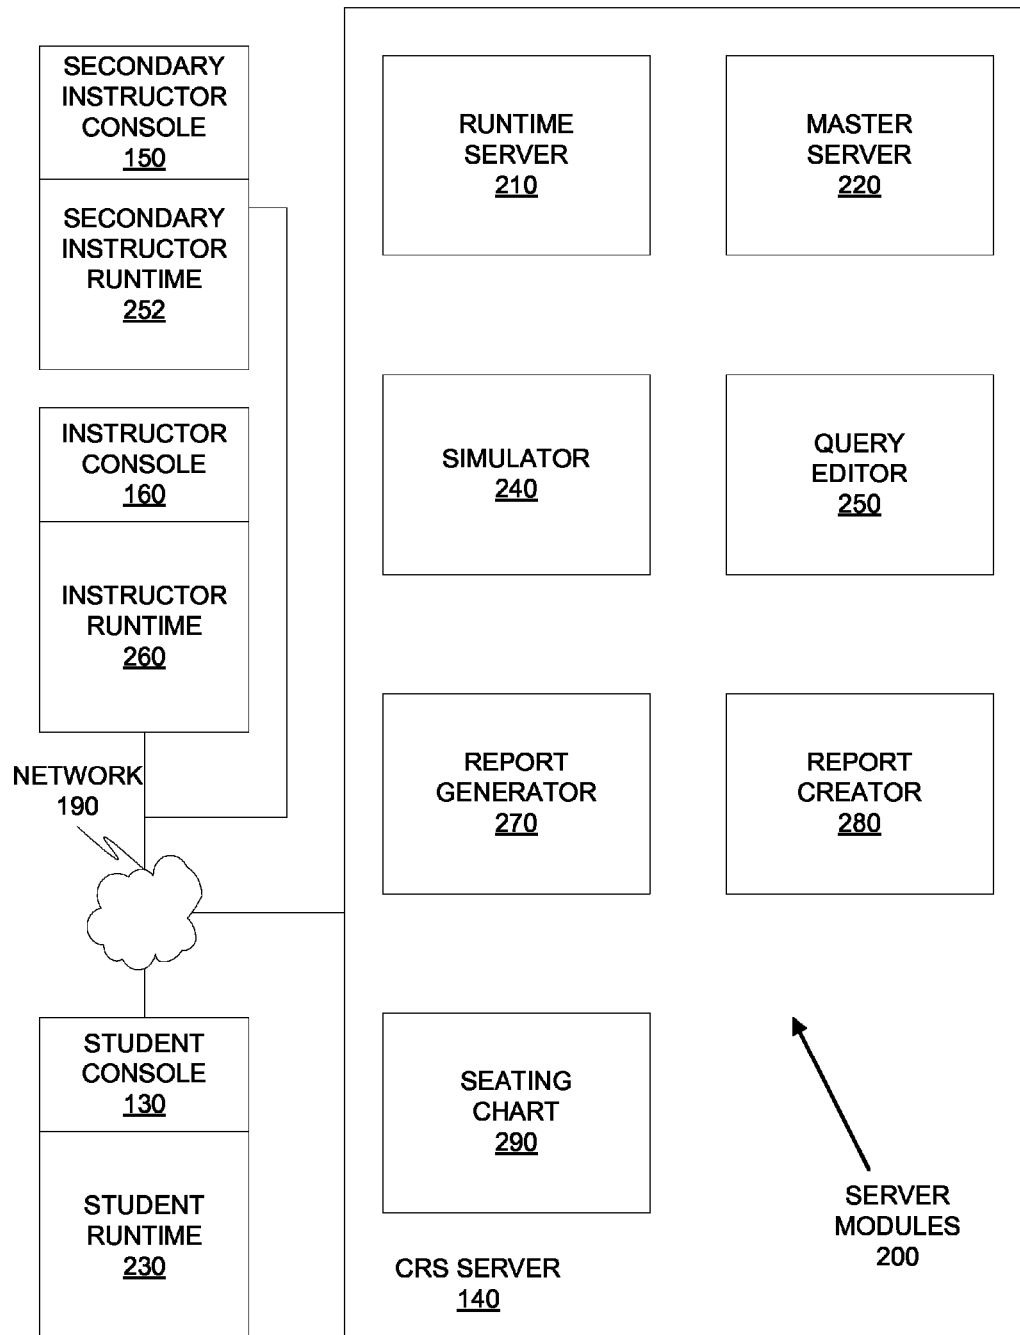 SECONDARY
INSTRUCTOR
CONSOLE
150
SECONDARY
INSTRUCTOR
RUNTIME
252
INSTRUCTOR
CONSOLE
160
INSTRUCTOR
RUNTIME
260
NETWORK
190
STUDENT
CONSOLE
130
STUDENT
RUNTIME
230
RUNTIME
SERVER
210
MASTER
SERVER
220
SIMULATOR
240
QUERY
EDITOR
250
REPORT
GENERATOR
270
REPORT
CREATOR
280
SEATING
CHART
290
SERVER
MODULES
200
CRS SERVER
140